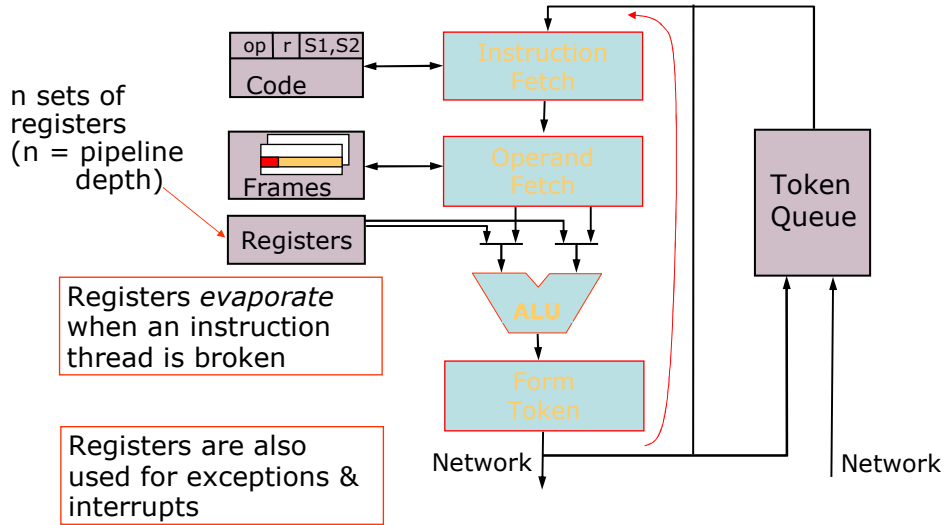 op r S1,S2
Code
Instruction
Fetch
n sets of
registers
(n = pipeline
depth)
Frames
Operand
Fetch
Token
Queue
Registers
Registers evaporate
when an instruction
thread is broken
ALU
Form
Token
Registers are also
used for exceptions &
interrupts
Network
Network